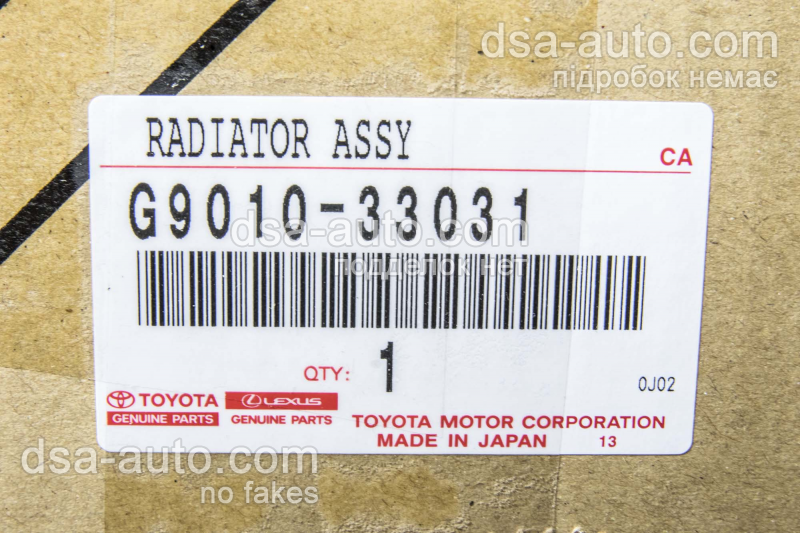 dsa-auto.com
підробок немає
RADIATOR ASSY
CA
G9010-33031
dsa-auto.com
подделок нет
QTY: 1
0J02
TOYOTA LEXUS
GENUINE PARTS GENUINE PARTS
TOYOTA MOTOR CORPORATION
MADE IN JAPAN 13
dsa-auto.com
no fakes